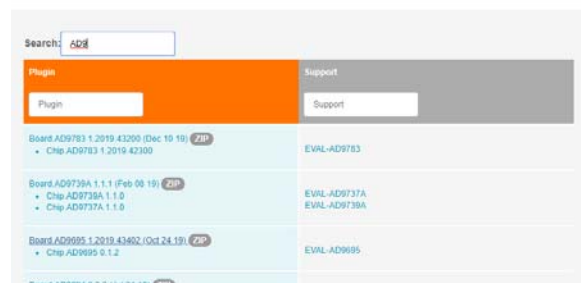 Search: AD9
Plugin
Support
Plugin
Support
Board.AD9783 1.2019.43200 (Dec 10 19) ZIP
Chip.AD9783 1.2019.42300
EVAL-AD9783
Board.AD9739A 1.1.1 (Feb 08 19) ZIP
Chip.AD9739A 1.1.0
Chip.AD9737A 1.1.0
EVAL-AD9737A
EVAL-AD9739A
Board.AD9695 1.2019.43402 (Oct 24 19) ZIP
Chip.AD9695 0.1.2
EVAL-AD9695